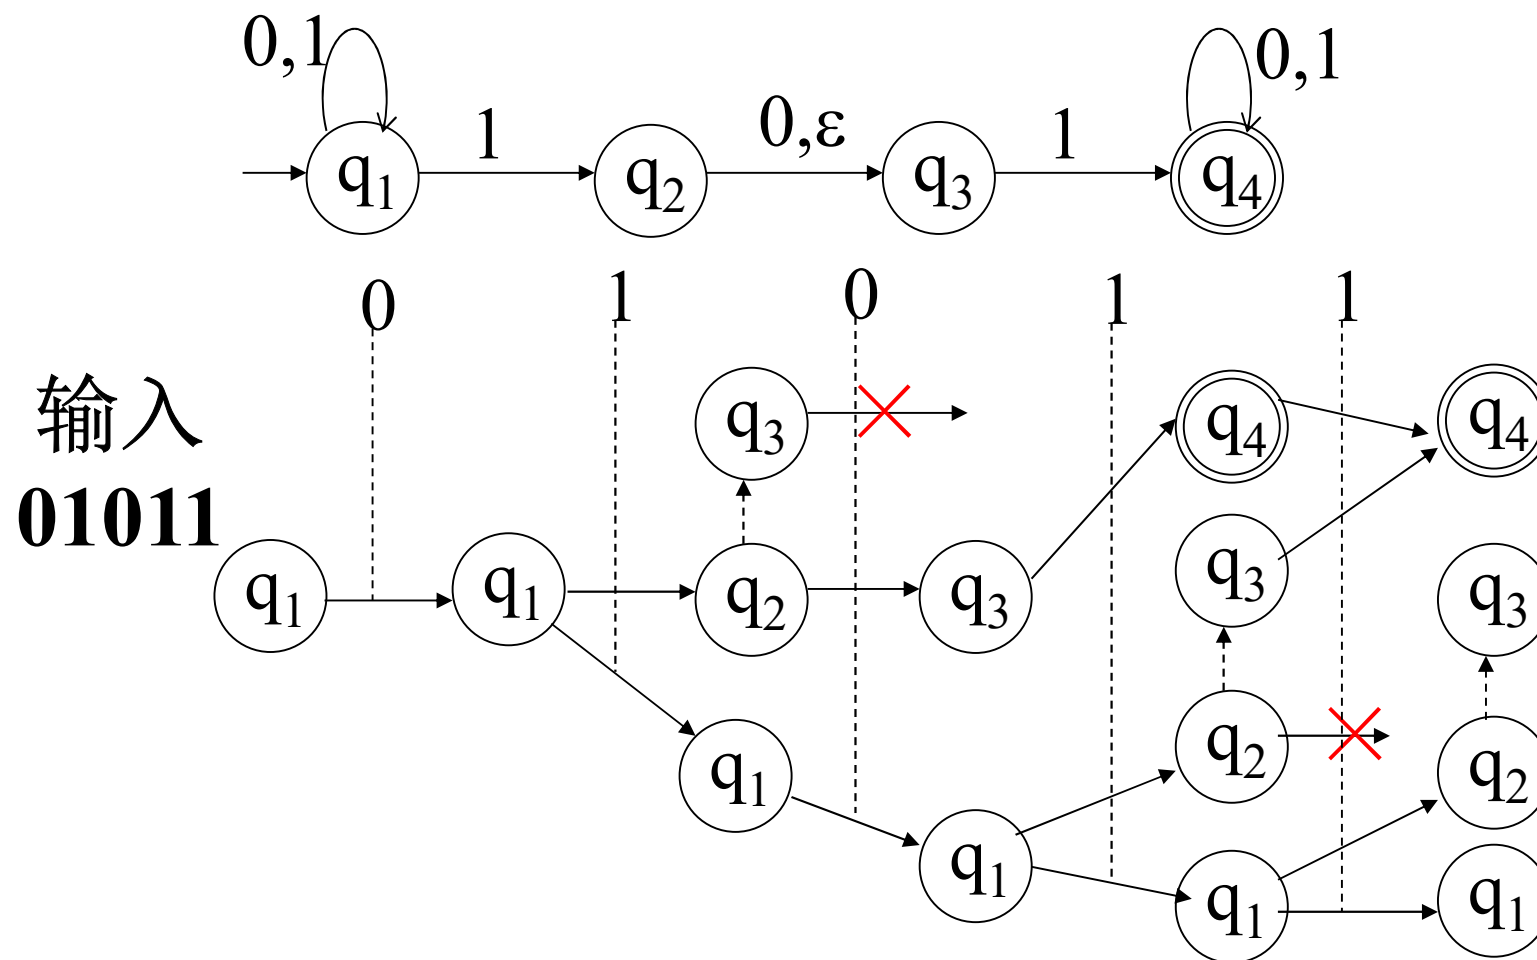 0,1 0,1
1 0,ε 1
q₁ q₂ q₃ q₄
0 1 0 1 1
输入
01011
q₃ q₄ q₄
q₁ q₁ q₂ q₃ q₃ q₃
q₁ q₂ q₂
q₁ q₁ q₁